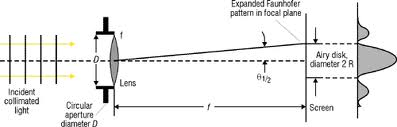 Expanded Faunhofer
pattern in focal plane
f
Airy disk,
diameter 2 R
D
θ1/2
Lens
Incident
collimated
light
f
Circular
aperture
diameter D
Screen